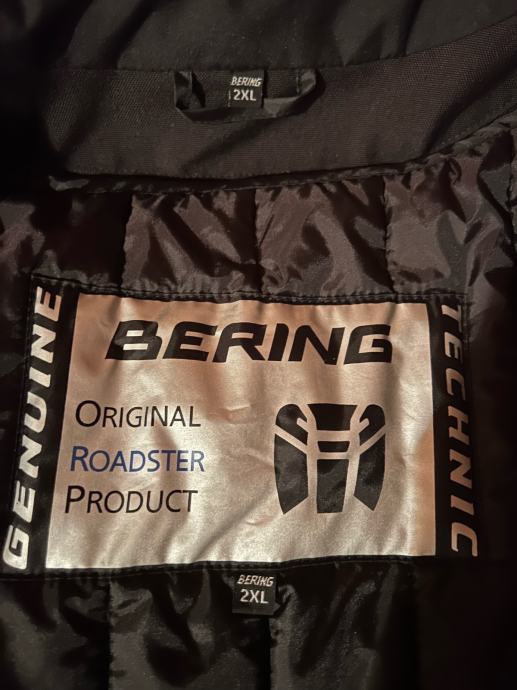 BERING
2XL
BERING
GENUINE
TECHNIC
ORIGINAL
ROADSTER
PRODUCT
BERING
2XL